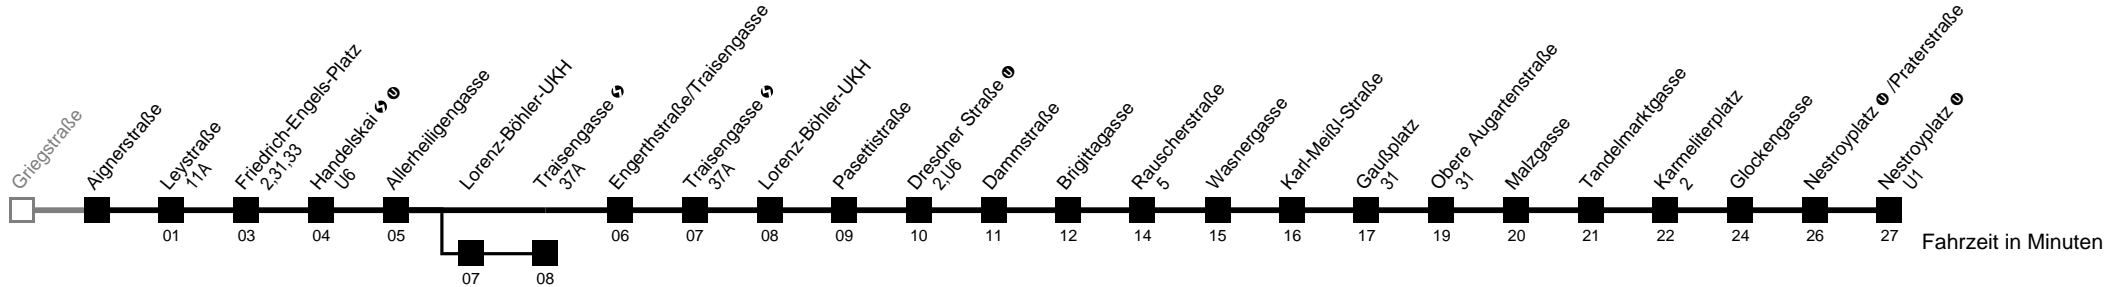 Griegstraße
Aignerstraße
Leystraße
11A
Friedrich-Engels-Platz
2,31,33
Handelskai S U
U6
Allerheiligengasse
Lorenz-Böhler-UKH
Traisengasse S
37A
Engerthstraße/Traisengasse
Traisengasse S
37A
Lorenz-Böhler-UKH
Pasettistraße
Dresdner Straße U
2,U6
Dammstraße
Brigittagasse
Rauscherstraße
5
Wasnergasse
Karl-Meißl-Straße
Gaußplatz
31
Obere Augartenstraße
31
Malzgasse
Tandelmarktgasse
Karmeliterplatz
2
Glockengasse
Nestroyplatz U /Praterstraße
Nestroyplatz U
U1
01 03 04 05 06 07 08 09 10 11 12 14 15 16 17 19 20 21 22 24 26 27
Fahrzeit in Minuten
07 08